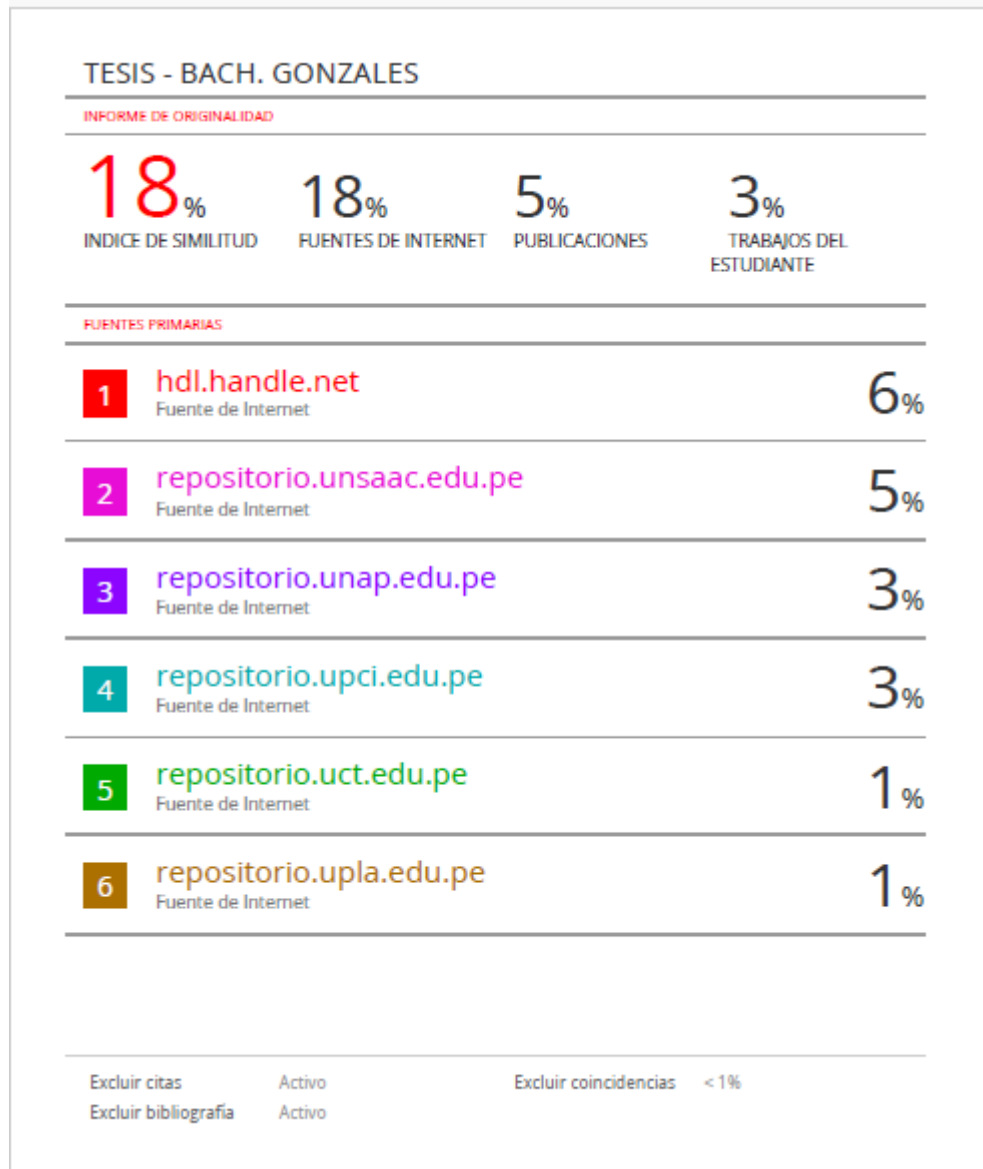 TESIS - BACH. GONZALES
INFORME DE ORIGINALIDAD
18% 18% 5% 3%
INDICE DE SIMILITUD FUENTES DE INTERNET PUBLICACIONES TRABAJOS DEL
ESTUDIANTE
FUENTES PRIMARIAS
1 hdl.handle.net 6%
Fuente de Internet
2 repositorio.unsaac.edu.pe 5%
Fuente de Internet
3 repositorio.unap.edu.pe 3%
Fuente de Internet
4 repositorio.upci.edu.pe 3%
Fuente de Internet
5 repositorio.uct.edu.pe 1%
Fuente de Internet
6 repositorio.upla.edu.pe 1%
Fuente de Internet
Excluir citas Activo Excluir coincidencias < 1%
Excluir bibliografía Activo